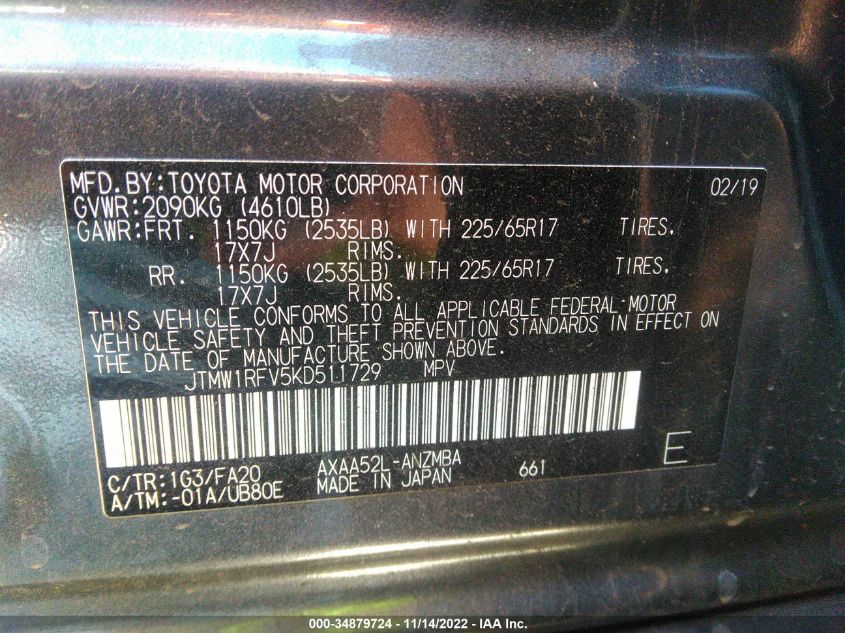 MFD.BY:TOYOTA MOTOR CORPORATION 02/19
GVWR:2090KG (4610LB)
GAWR:FRT. 1150KG (2535LB) WITH 225/65R17 TIRES.
17X7J RIMS.
RR. 1150KG (2535LB) WITH 225/65R17 TIRES.
17X7J RIMS.
THIS VEHICLE CONFORMS TO ALL APPLICABLE FEDERAL MOTOR
VEHICLE SAFETY AND THEFT PREVENTION STANDARDS IN EFFECT ON
THE DATE OF MANUFACTURE SHOWN ABOVE.
JTMW1RFV5KD511729 MPV
C/TR:1G3/FA20 AXAA52L-ANZMBA E
A/TM:-01A/UB80E MADE IN JAPAN 661
000-34879724 - 11/14/2022 - IAA Inc.